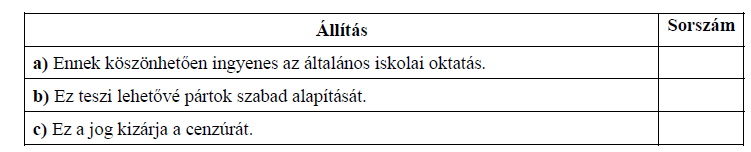 Állítás Sorszám
a) Ennek köszönhetően ingyenes az általános iskolai oktatás.
b) Ez teszi lehetővé pártok szabad alapítását.
c) Ez a jog kizárja a cenzúrát.